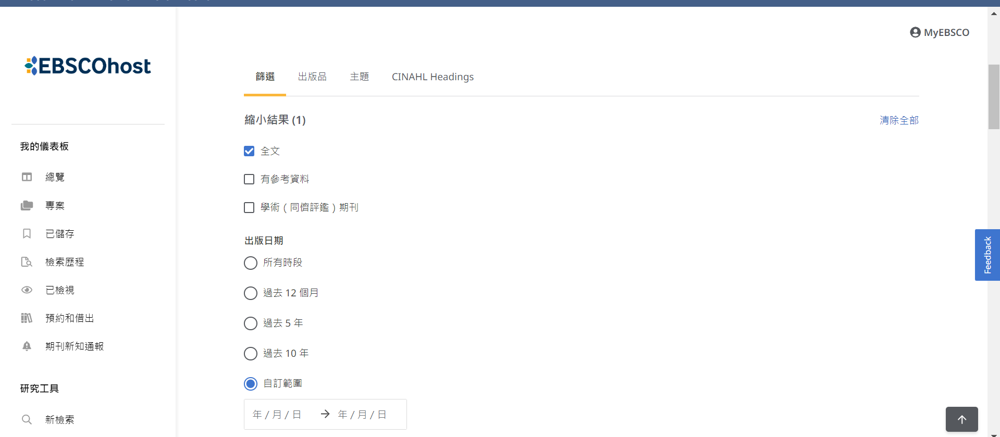 MyEBSCO
EBSCOhost
篩選
出版品
主題
CINAHL Headings
縮小結果 (1)
清除全部
我的儀表板
總覽
專案
已儲存
檢索歷程
已檢視
預約和借出
期刊新知通報
研究工具
新檢索
全文
有參考資料
學術（同儕評鑑）期刊
出版日期
所有時段
過去 12 個月
過去 5 年
過去 10 年
自訂範圍
年 / 月 / 日 → 年 / 月 / 日
Feedback